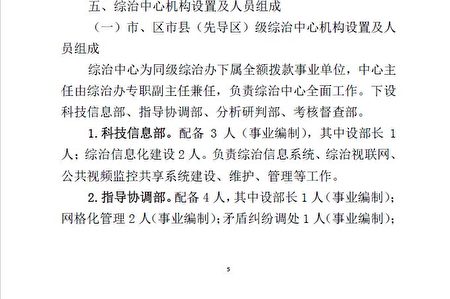 五、综治中心机构设置及人员组成
（一）市、区市县（先导区）级综治中心机构设置及人
员组成
综治中心为同级综治办下属全额拨款事业单位，中心主
任由综治办专职副主任兼任，负责综治中心全面工作。下设
科技信息部、指导协调部、分析研判部、考核督查部。
1.科技信息部。配备 3 人（事业编制），其中设部长 1
人；综治信息化建设 2 人。负责综治信息系统、综治视联网、
公共视频监控共享系统建设、维护、管理等工作。
2.指导协调部。配备 4 人，其中设部长 1 人（事业编制）；
网格化管理 2 人（事业编制）；矛盾纠纷调处 1 人（事业编制）；
5